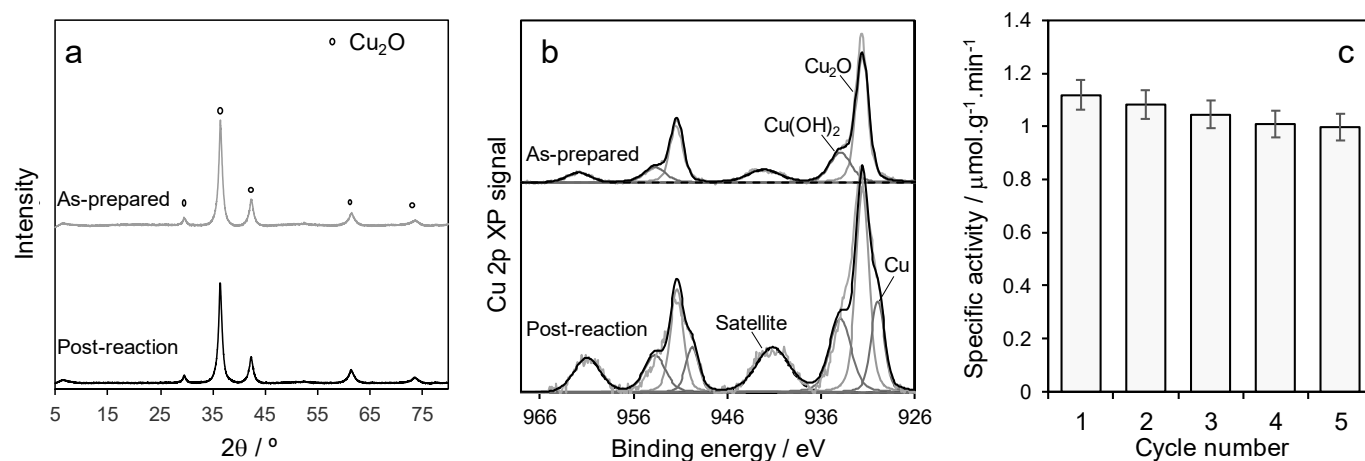 a
Cu₂O
As-prepared
Post-reaction
Intensity
5 15 25 35 45 55 65 75
2θ / º
b
Cu₂O
Cu(OH)₂
As-prepared
Cu
Post-reaction
Satellite
Cu 2p XP signal
966 956 946 936 926
Binding energy / eV
c
1.4
1.2
1
0.8
0.6
0.4
0.2
0
Specific activity / μmol.g⁻¹.min⁻¹
1 2 3 4 5
Cycle number